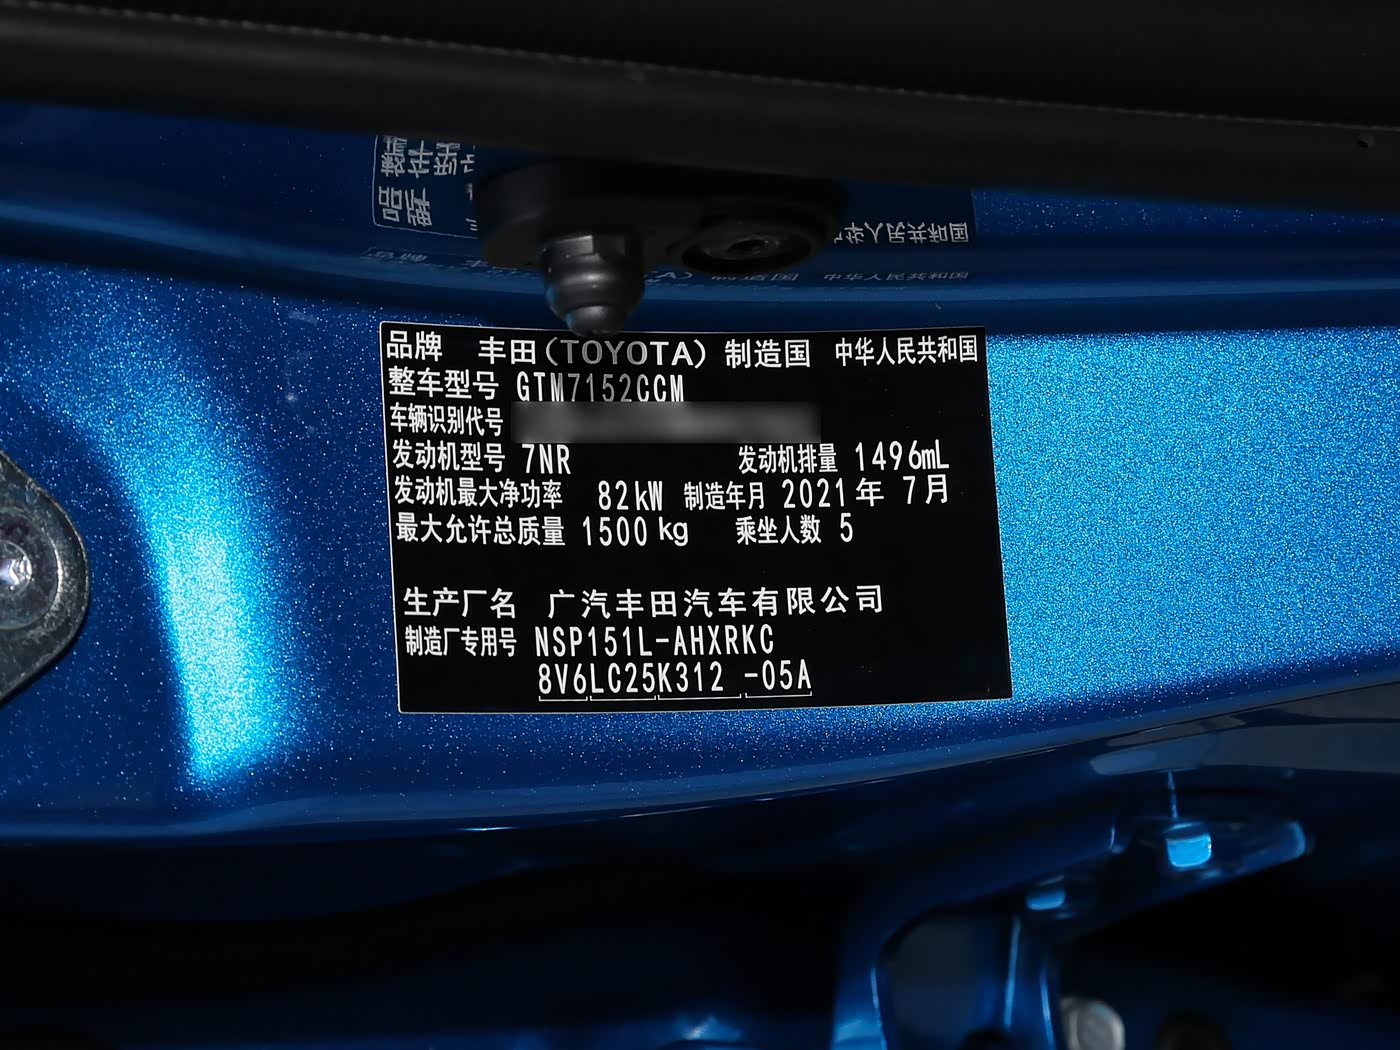 品牌 丰田(TOYOTA) 制造国 中华人民共和国
整车型号 GTM7152CCM
车辆识别代号
发动机型号 7NR 发动机排量 1496mL
发动机最大净功率 82kW 制造年月 2021年 7月
最大允许总质量 1500kg 乘坐人数 5
生产厂名 广汽丰田汽车有限公司
制造厂专用号 NSP151L-AHXRKC
8V6LC25K312 -05A